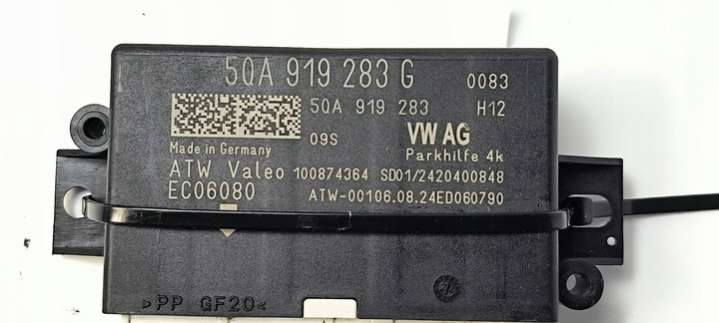 5QA 919 283 G
0083
5QA 919 283
H12
Made in Germany
09S
VW AG
Parkhilfe 4k
ATW Valeo 100874364 SD01/2420400848
EC06080
ATW-00106.08.24ED060790
>PP GF20<